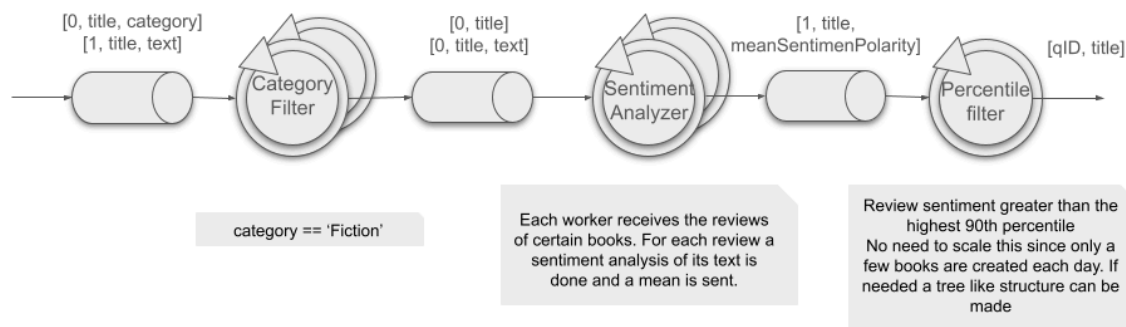 [0, title, category]
[1, title, text]
Category
Filter
[0, title]
[0, title, text]
Sentiment
Analyzer
[1, title,
meanSentimenPolarity]
Percentile
filter
[qID, title]
category == ‘Fiction’
Each worker receives the reviews
of certain books. For each review a
sentiment analysis of its text is
done and a mean is sent.
Review sentiment greater than the
highest 90th percentile
No need to scale this since only a
few books are created each day. If
needed a tree like structure can be
made